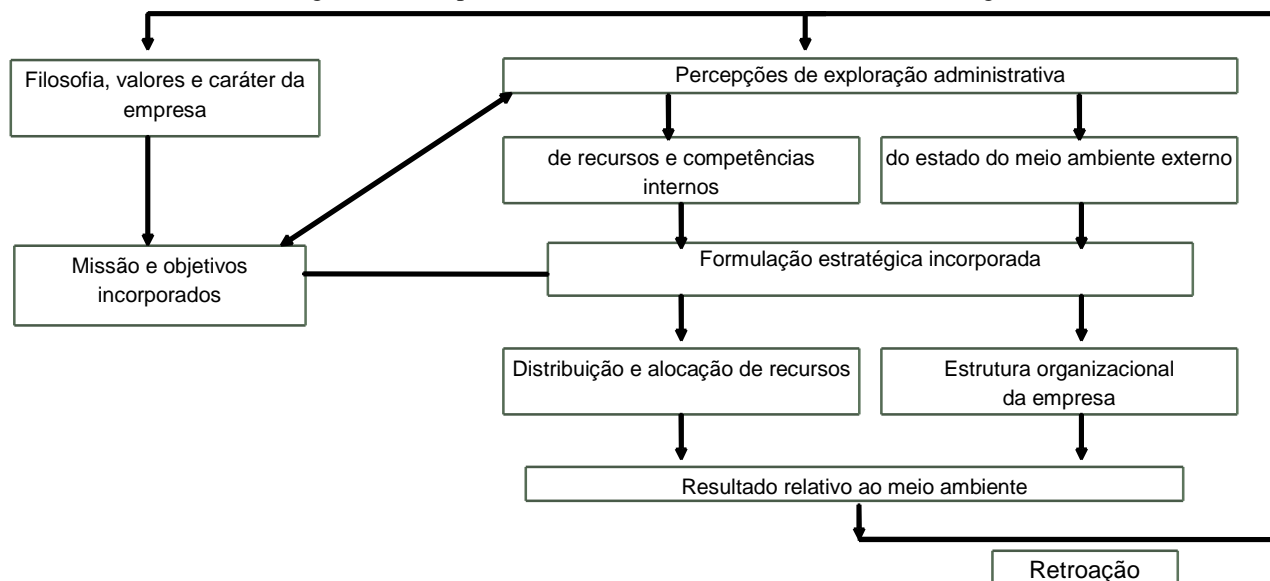 Filosofia, valores e caráter da
empresa
Percepções de exploração administrativa
de recursos e competências
internos
do estado do meio ambiente externo
Missão e objetivos
incorporados
Formulação estratégica incorporada
Distribuição e alocação de recursos
Estrutura organizacional
da empresa
Resultado relativo ao meio ambiente
Retroação